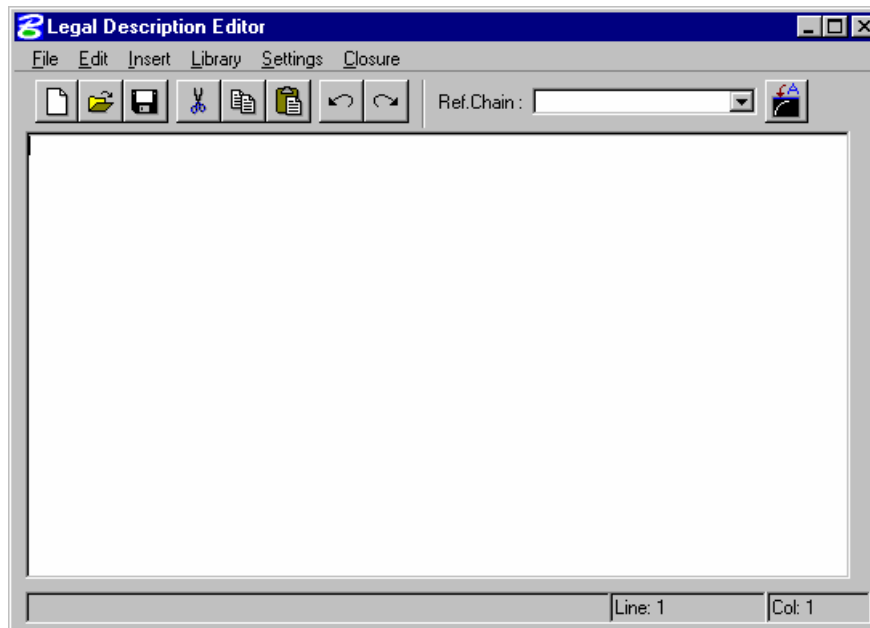 Legal Description Editor
File Edit Insert Library Settings Closure
Ref.Chain :
Line: 1 Col: 1